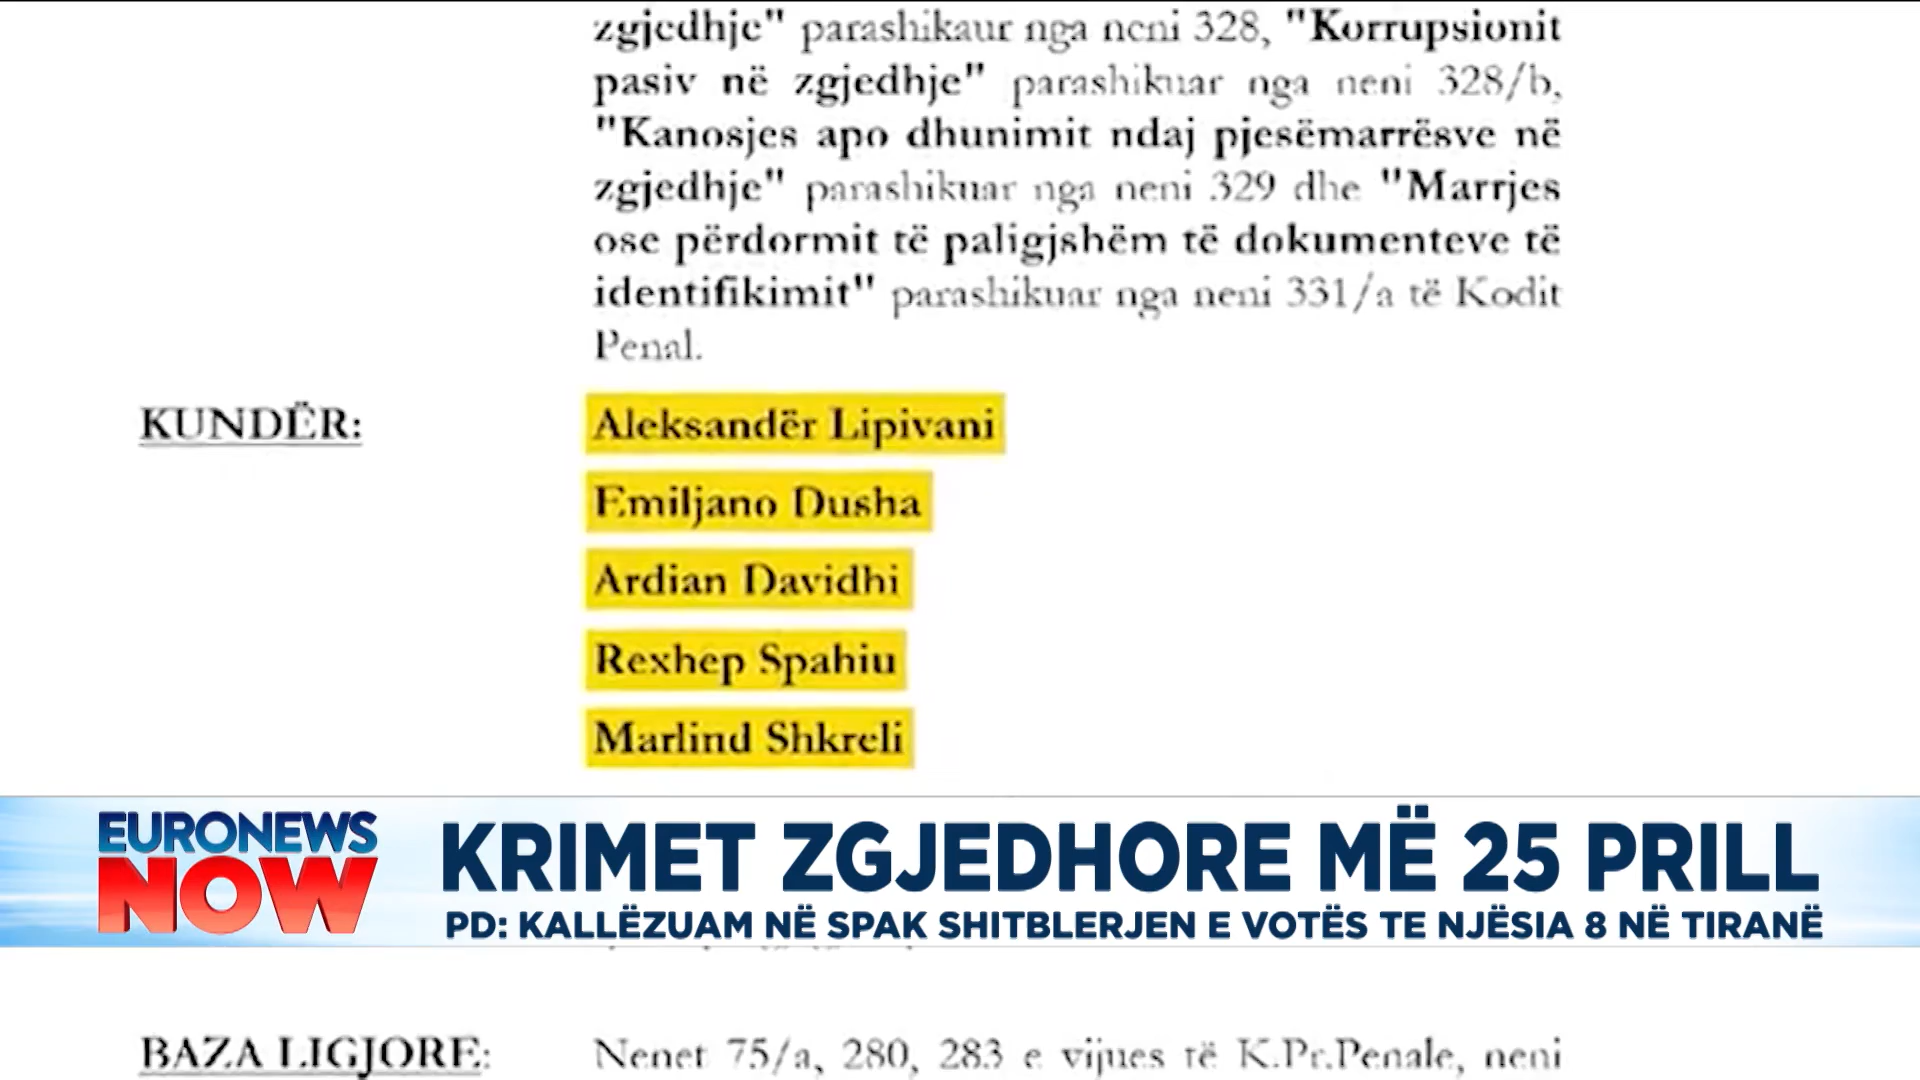 zgjedhje" parashikaur nga neni 328, "Korrupsionit
pasiv në zgjedhje" parashikuar nga neni 328/b,
"Kanosjes apo dhunimit ndaj pjesëmarrësve në
zgjedhje" parashikuar nga neni 329 dhe "Marrjes
ose përdormit të paligjshëm të dokumenteve të
identifikimit" parashikuar nga neni 331/a të Kodit
Penal.
KUNDËR:
Aleksandër Lipivani
Emiljano Dusha
Ardian Davidhi
Rexhep Spahiu
Marlind Shkreli
EURONEWS
NOW
KRIMET ZGJEDHORE MË 25 PRILL
PD: KALLËZUAM NË SPAK SHITBLERJEN E VOTËS TE NJËSIA 8 NË TIRANË
BAZA LIGJORE: Nenet 75/a, 280, 283 e vijues të K.Pr.Penale, neni